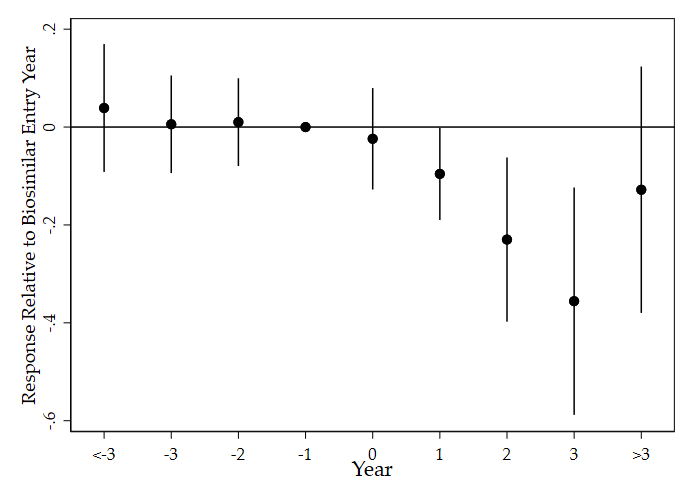 Response Relative to Biosimilar Entry Year
.2
0
-.2
-.4
-.6
<-3 -3 -2 -1 0 1 2 3 >3
Year